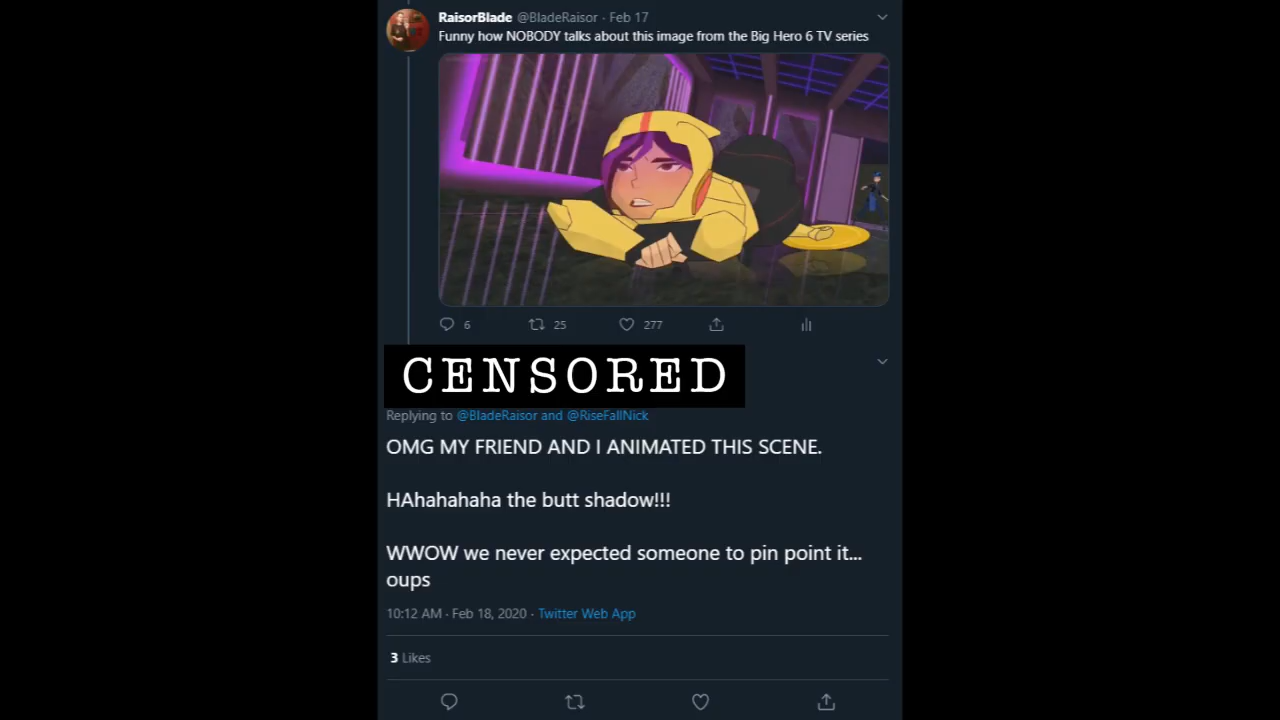 RaisorBlade @BladeRaisor · Feb 17
Funny how NOBODY talks about this image from the Big Hero 6 TV series
6 25 277
CENSORED
Replying to @BladeRaisor and @RiseFallNick
OMG MY FRIEND AND I ANIMATED THIS SCENE.
HAhahahaha the butt shadow!!!
WWOW we never expected someone to pin point it...
oups
10:12 AM · Feb 18, 2020 · Twitter Web App
3 Likes